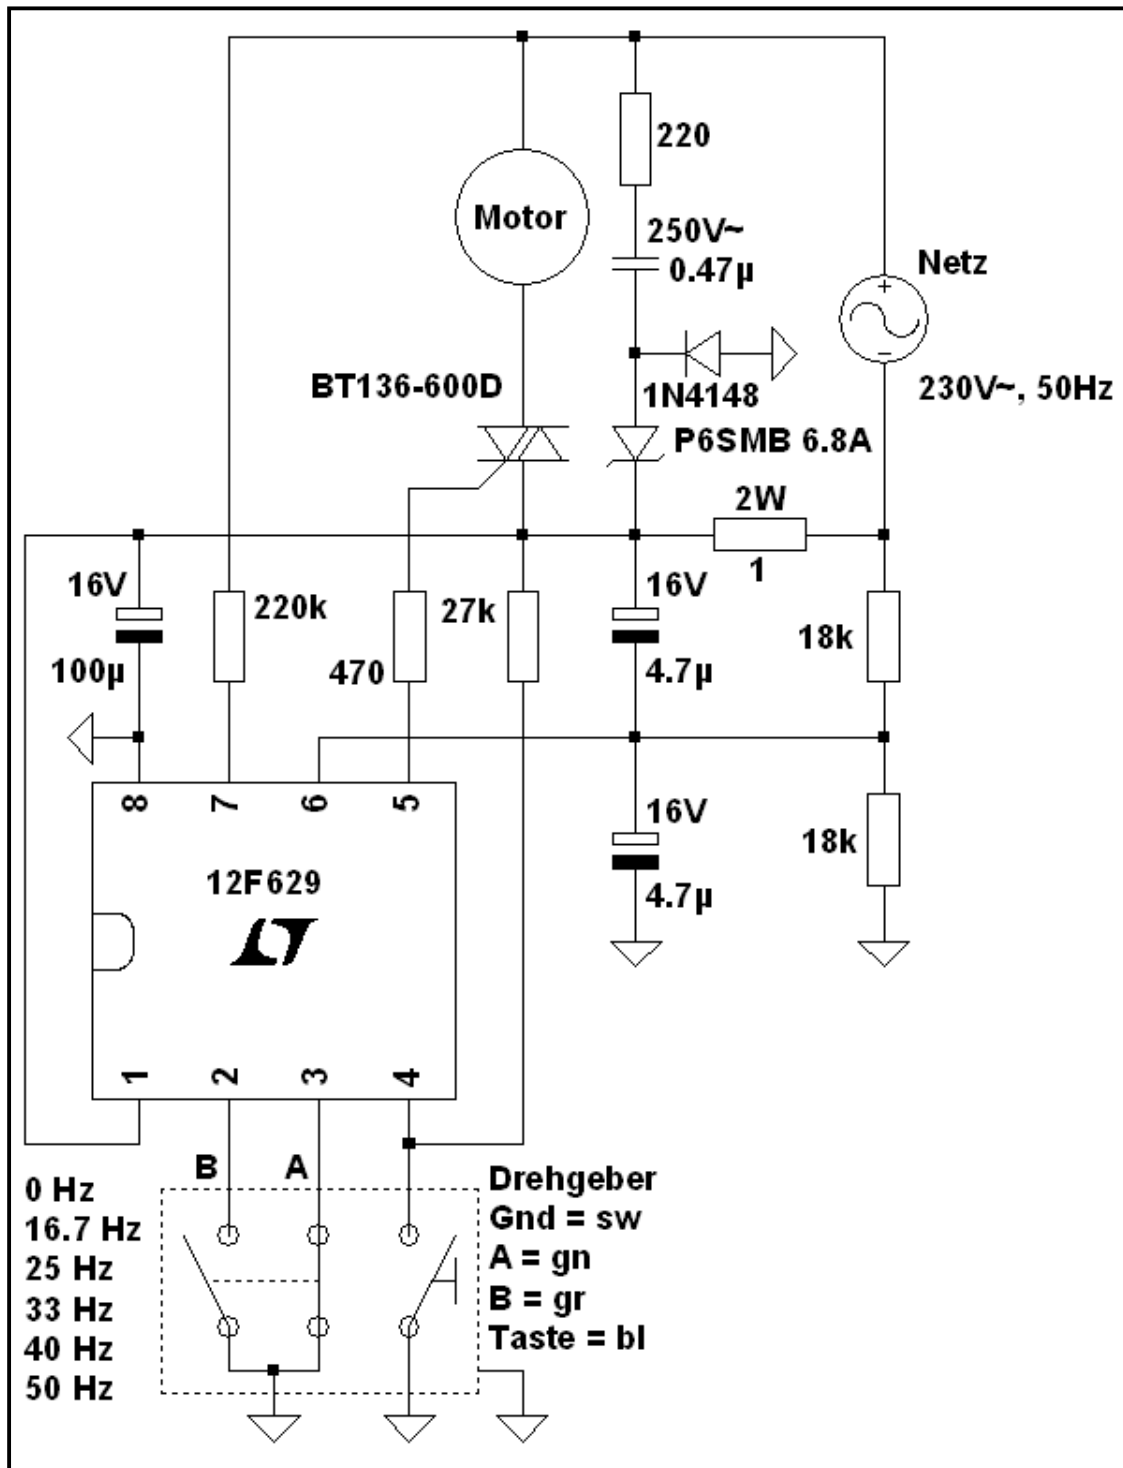 220
Motor
250V~
0.47µ
Netz
BT136-600D
1N4148
230V~, 50Hz
P6SMB 6.8A
2W
1
16V
100µ
220k
470
27k
16V
4.7µ
18k
8
7
6
5
16V
4.7µ
18k
12F629
1
2
3
4
B
A
0 Hz
16.7 Hz
25 Hz
33 Hz
40 Hz
50 Hz
Drehgeber
Gnd = sw
A = gn
B = gr
Taste = bl